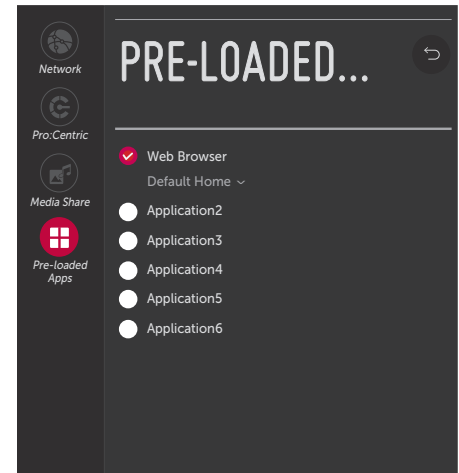 Network
Pro:Centric
Media Share
Pre-loaded
Apps
PRE-LOADED...
Web Browser
Default Home
Application2
Application3
Application4
Application5
Application6